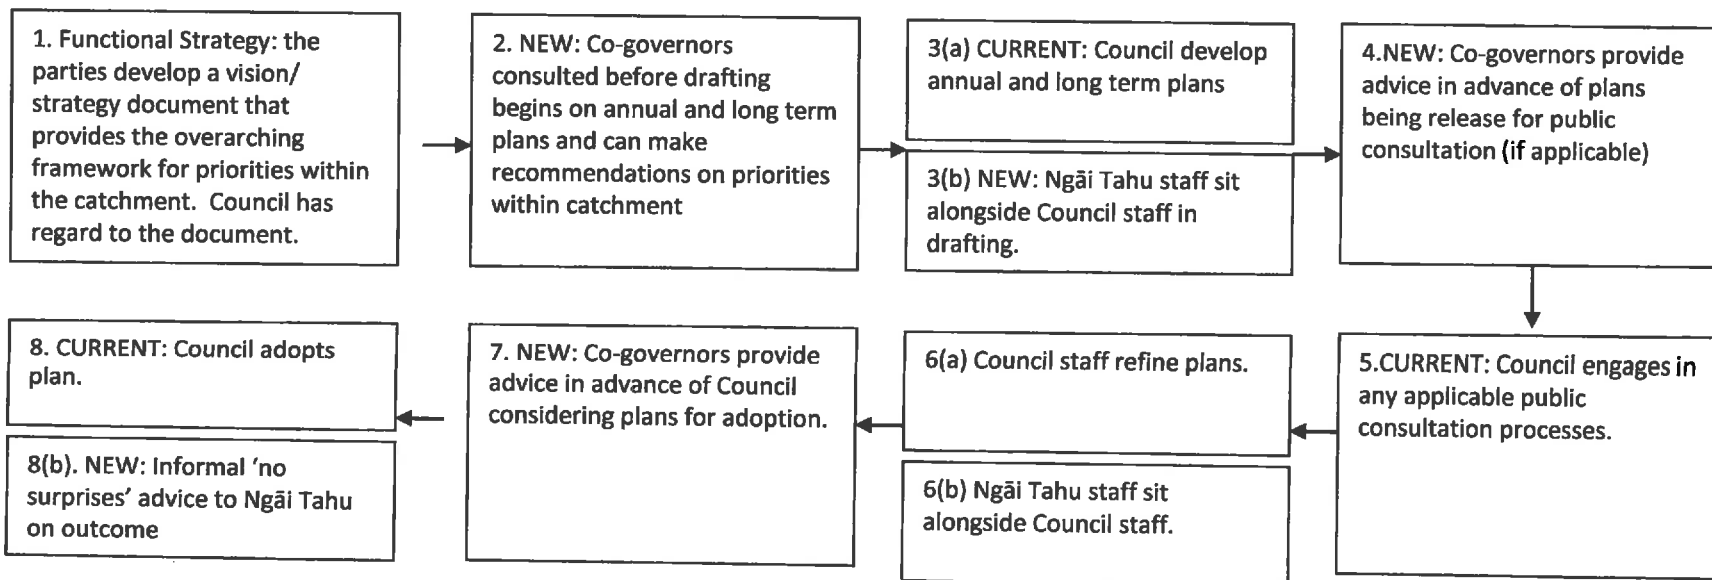 1. Functional Strategy: the
parties develop a vision/
strategy document that
provides the overarching
framework for priorities within
the catchment. Council has
regard to the document.
2. NEW: Co-governors
consulted before drafting
begins on annual and long term
plans and can make
recommendations on priorities
within catchment
3(a) CURRENT: Council develop
annual and long term plans
3(b) NEW: Ngāi Tahu staff sit
alongside Council staff in
drafting.
4.NEW: Co-governors provide
advice in advance of plans
being release for public
consultation (if applicable)
5.CURRENT: Council engages in
any applicable public
consultation processes.
6(a) Council staff refine plans.
6(b) Ngāi Tahu staff sit
alongside Council staff.
7. NEW: Co-governors provide
advice in advance of Council
considering plans for adoption.
8. CURRENT: Council adopts
plan.
8(b). NEW: Informal 'no
surprises' advice to Ngāi Tahu
on outcome